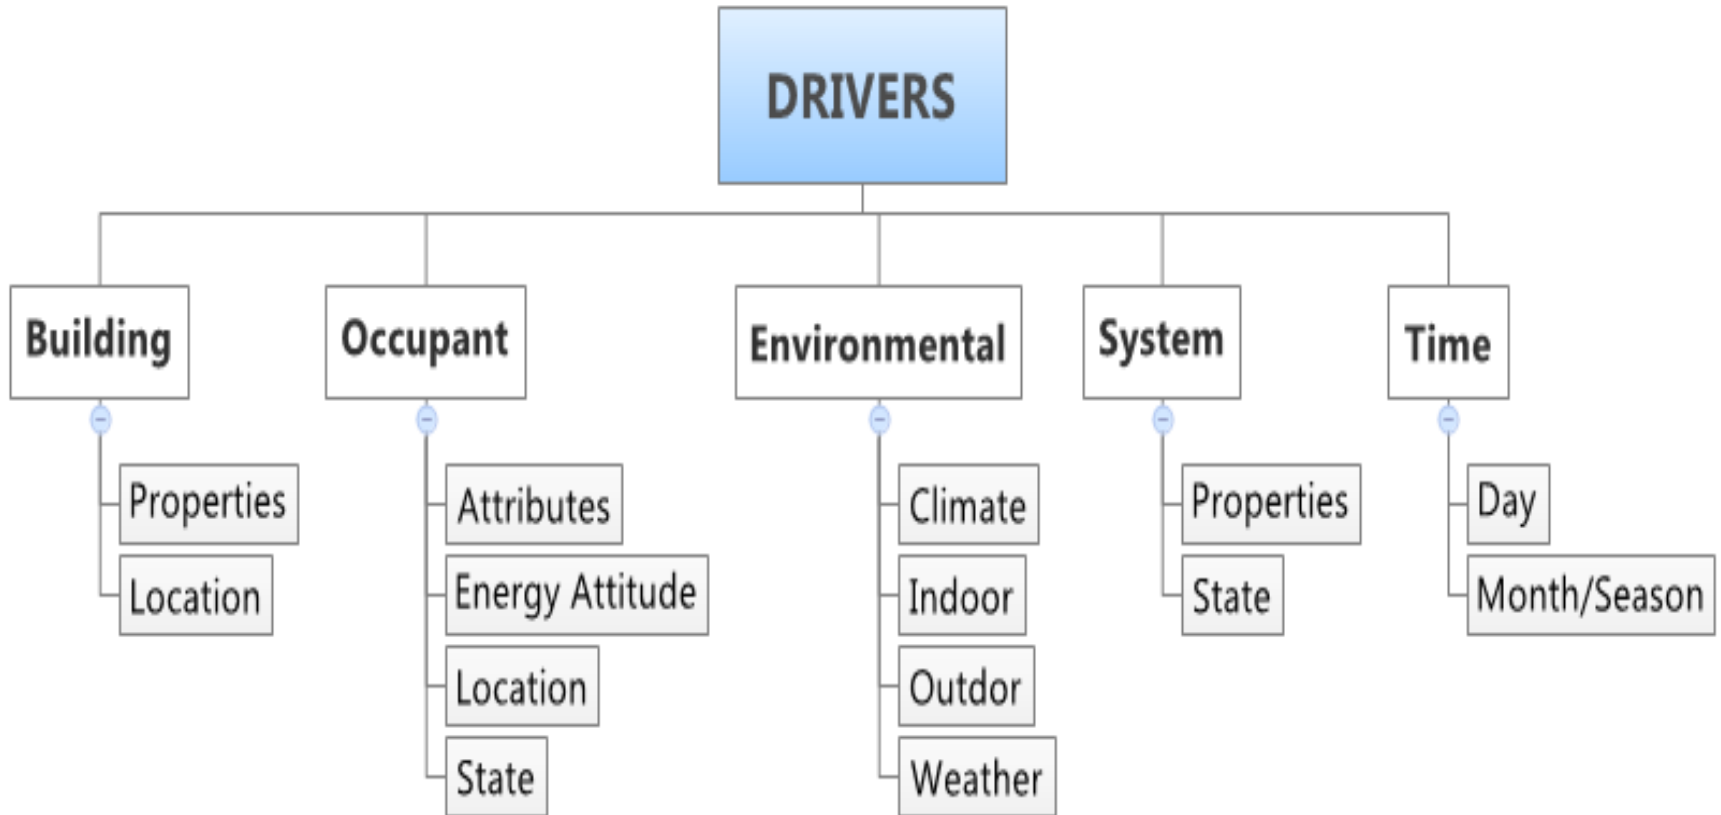 DRIVERS
Building
Occupant
Environmental
System
Time
Properties
Location
Attributes
Energy Attitude
Location
State
Climate
Indoor
Outdor
Weather
Properties
State
Day
Month/Season